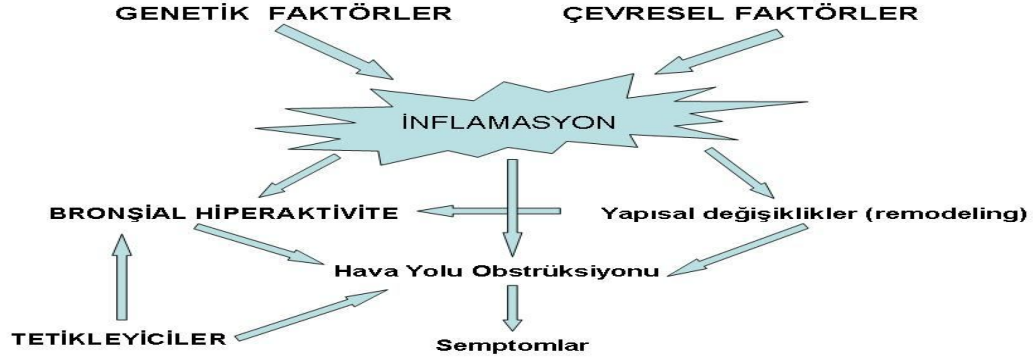 GENETİK FAKTÖRLER
ÇEVRESEL FAKTÖRLER
İNFLAMASYON
BRONŞİAL HİPERAKTİVİTE
Yapısal değişiklikler (remodeling)
Hava Yolu Obstrüksiyonu
TETİKLEYİCİLER
Semptomlar